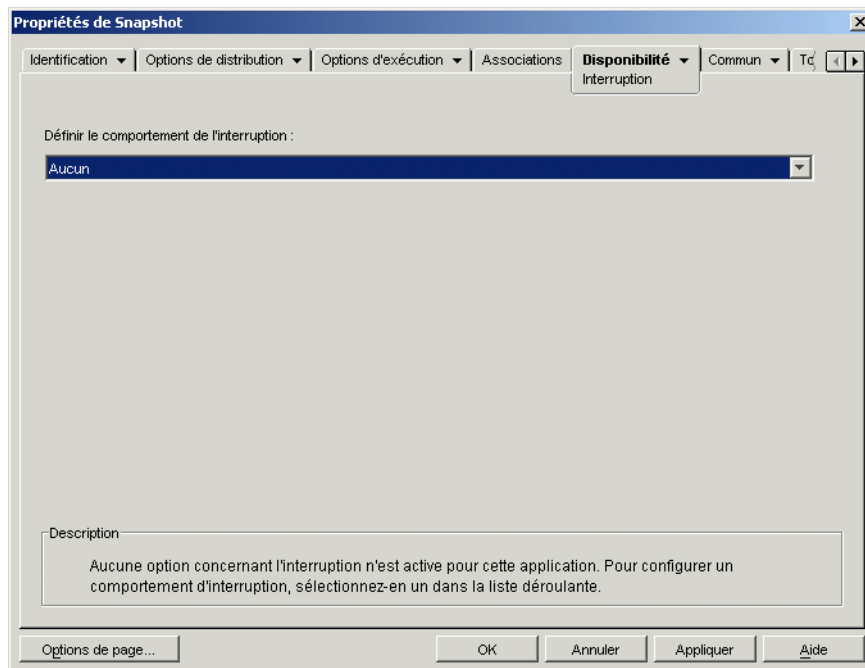 Propriétés de Snapshot
Identification Options de distribution Options d'exécution Associations Disponibilité Commun
Interruption
Définir le comportement de l'interruption :
Aucun
Description
Aucune option concernant l'interruption n'est active pour cette application. Pour configurer un
comportement d'interruption, sélectionnez-en un dans la liste déroulante.
Options de page... OK Annuler Appliquer Aide